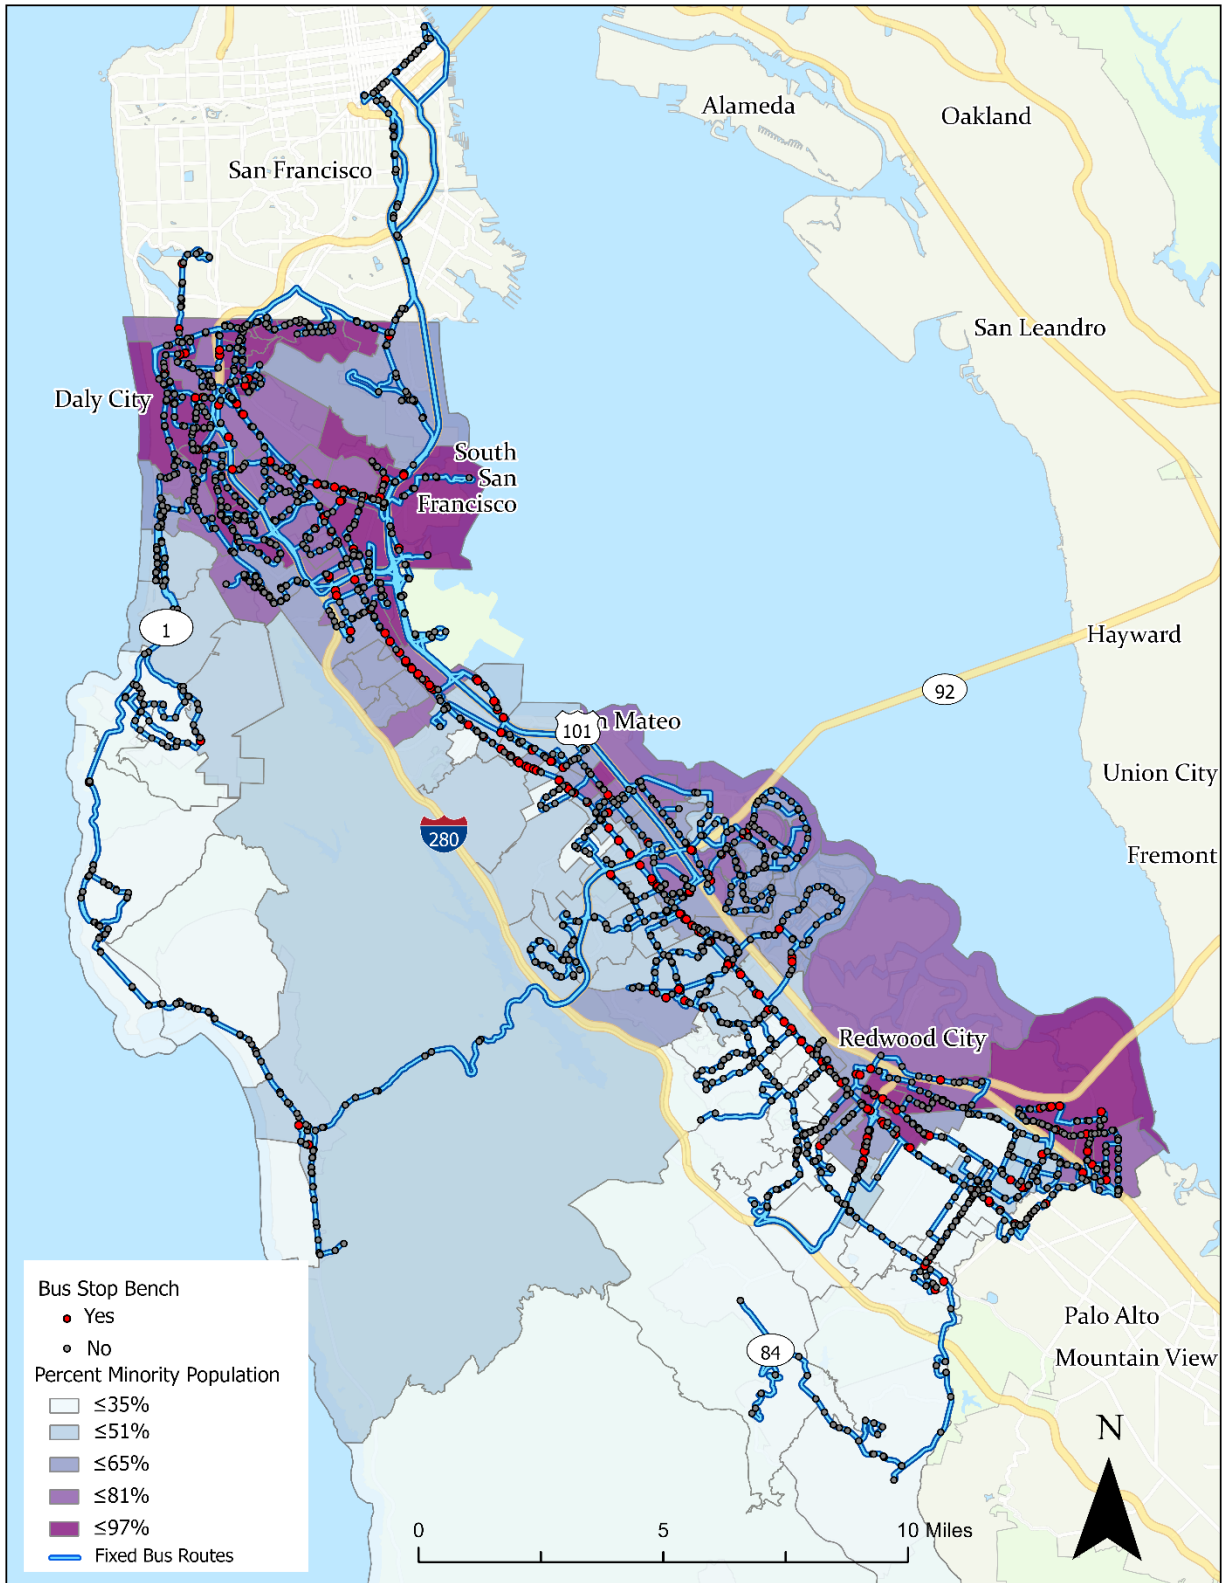 Alameda
Oakland
San Francisco
San Leandro
Daly City
South
San
Francisco
1
Hayward
92
101
n Mateo
Union City
280
Fremont
Redwood City
Palo Alto
84
Mountain View
Bus Stop Bench
Yes
No
Percent Minority Population
≤35%
≤51%
≤65%
≤81%
≤97%
Fixed Bus Routes
N
0 5 10 Miles